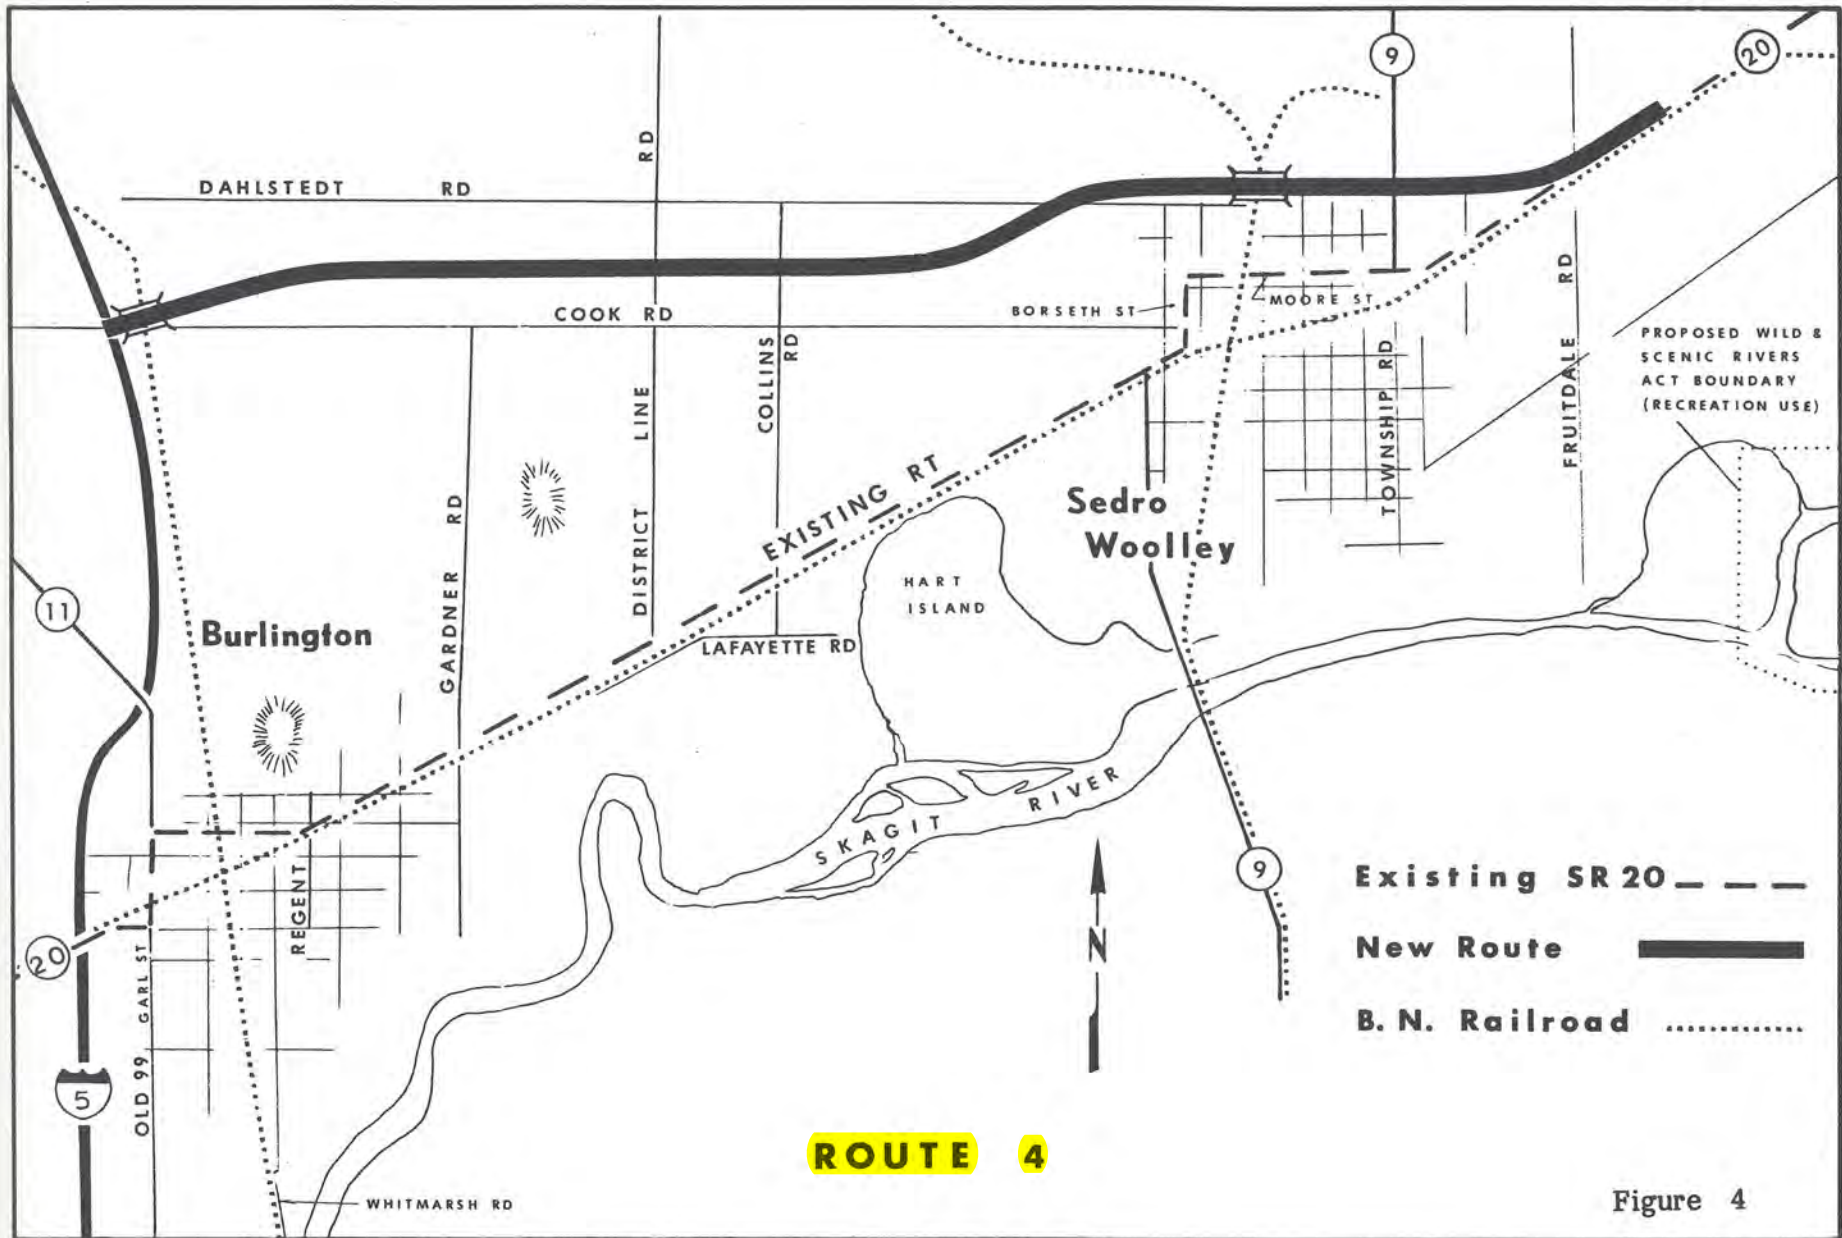 9
20
RD
DAHLSTEDT RD
COOK RD
BORSETH ST
MOORE ST
COLLINS RD
TOWNSHIP RD
FRUITDALE RD
PROPOSED WILD &
SCENIC RIVERS
ACT BOUNDARY
(RECREATION USE)
DISTRICT LINE
GARDNER RD
EXISTING RT
Sedro
Woolley
HART
ISLAND
11
Burlington
LAFAYETTE RD
SKAGIT RIVER
REGENT
9
20
OLD 99 GARL ST
5
N
Existing SR 20
New Route
B. N. Railroad
ROUTE 4
WHITMARSH RD
Figure 4